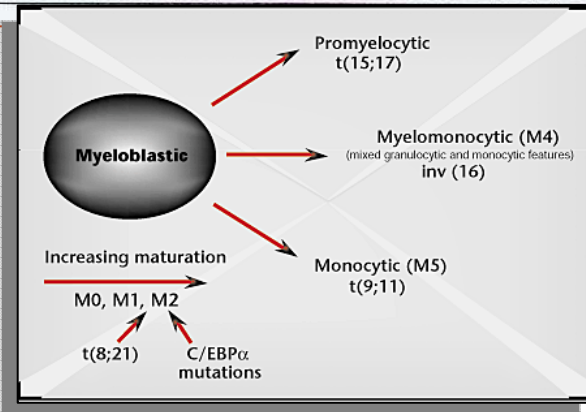 Promyelocytic
t(15;17)
Myeloblastic
Myelomonocytic (M4)
(mixed granulocytic and monocytic features)
inv (16)
Increasing maturation
Monocytic (M5)
t(9;11)
M0, M1, M2
t(8;21)
C/EBPα
mutations